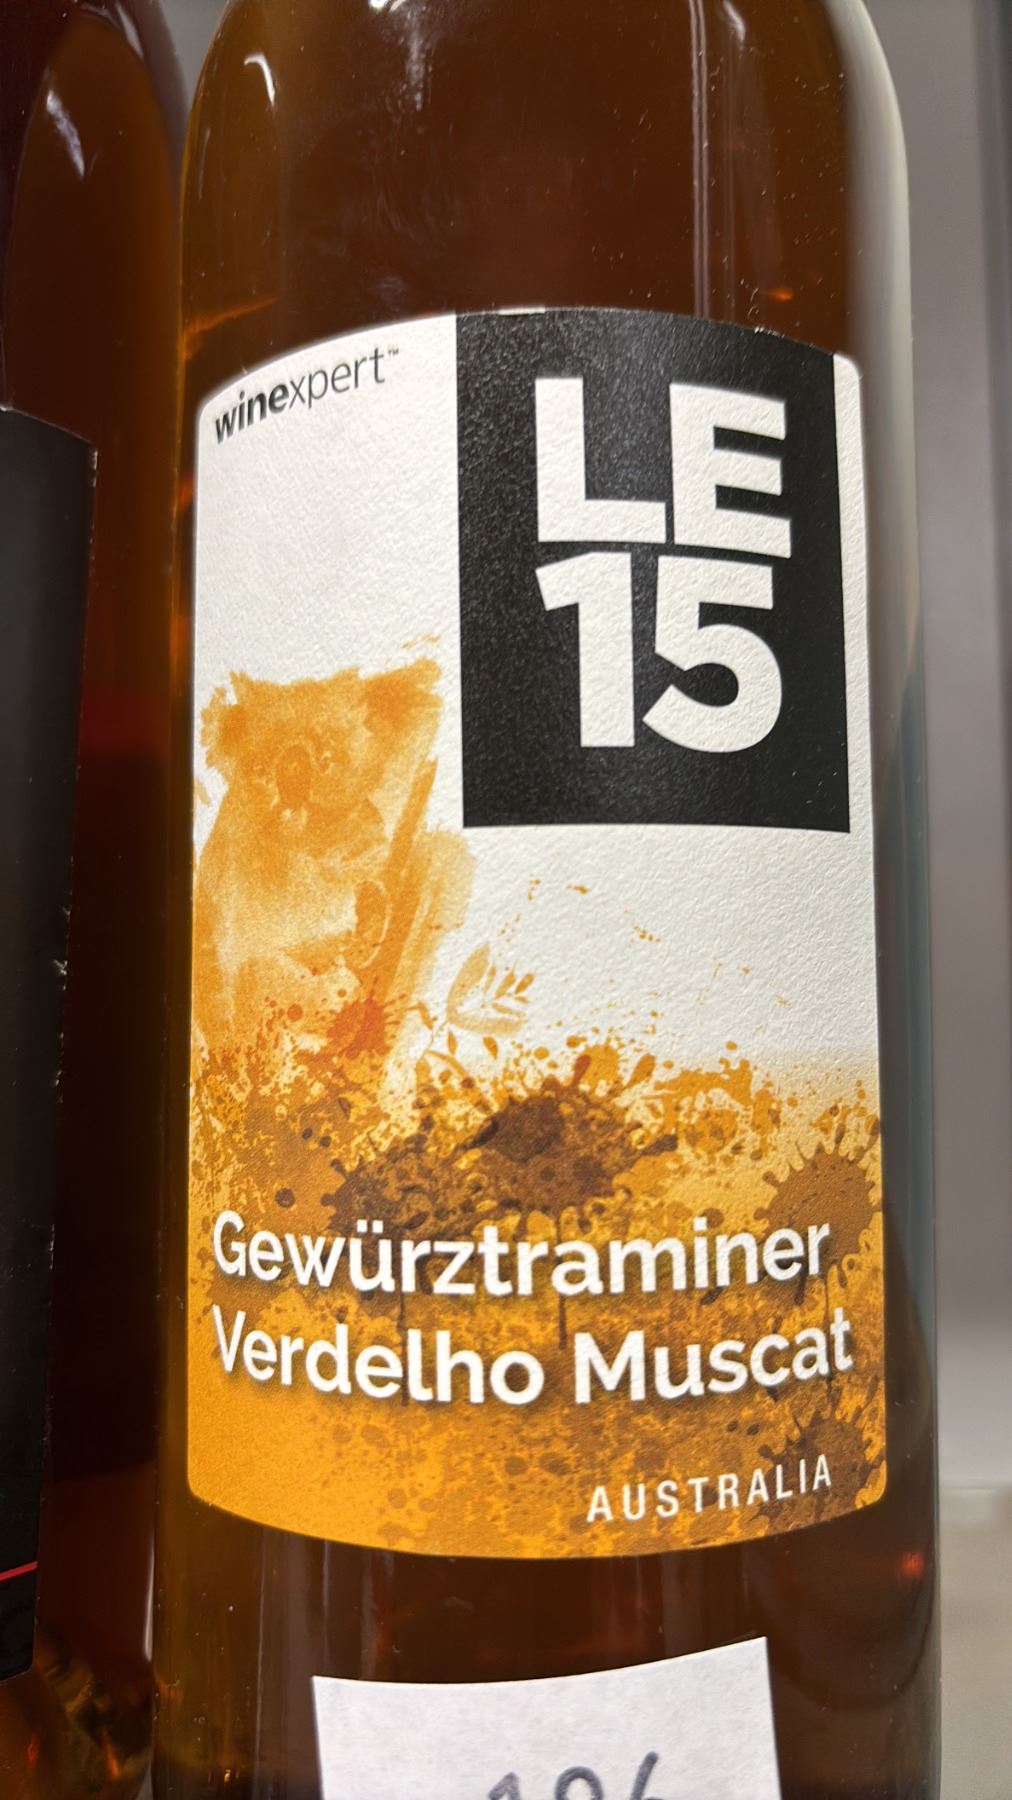 winexpert™
LE
15
Gewürztraminer
Verdelho Muscat
AUSTRALIA